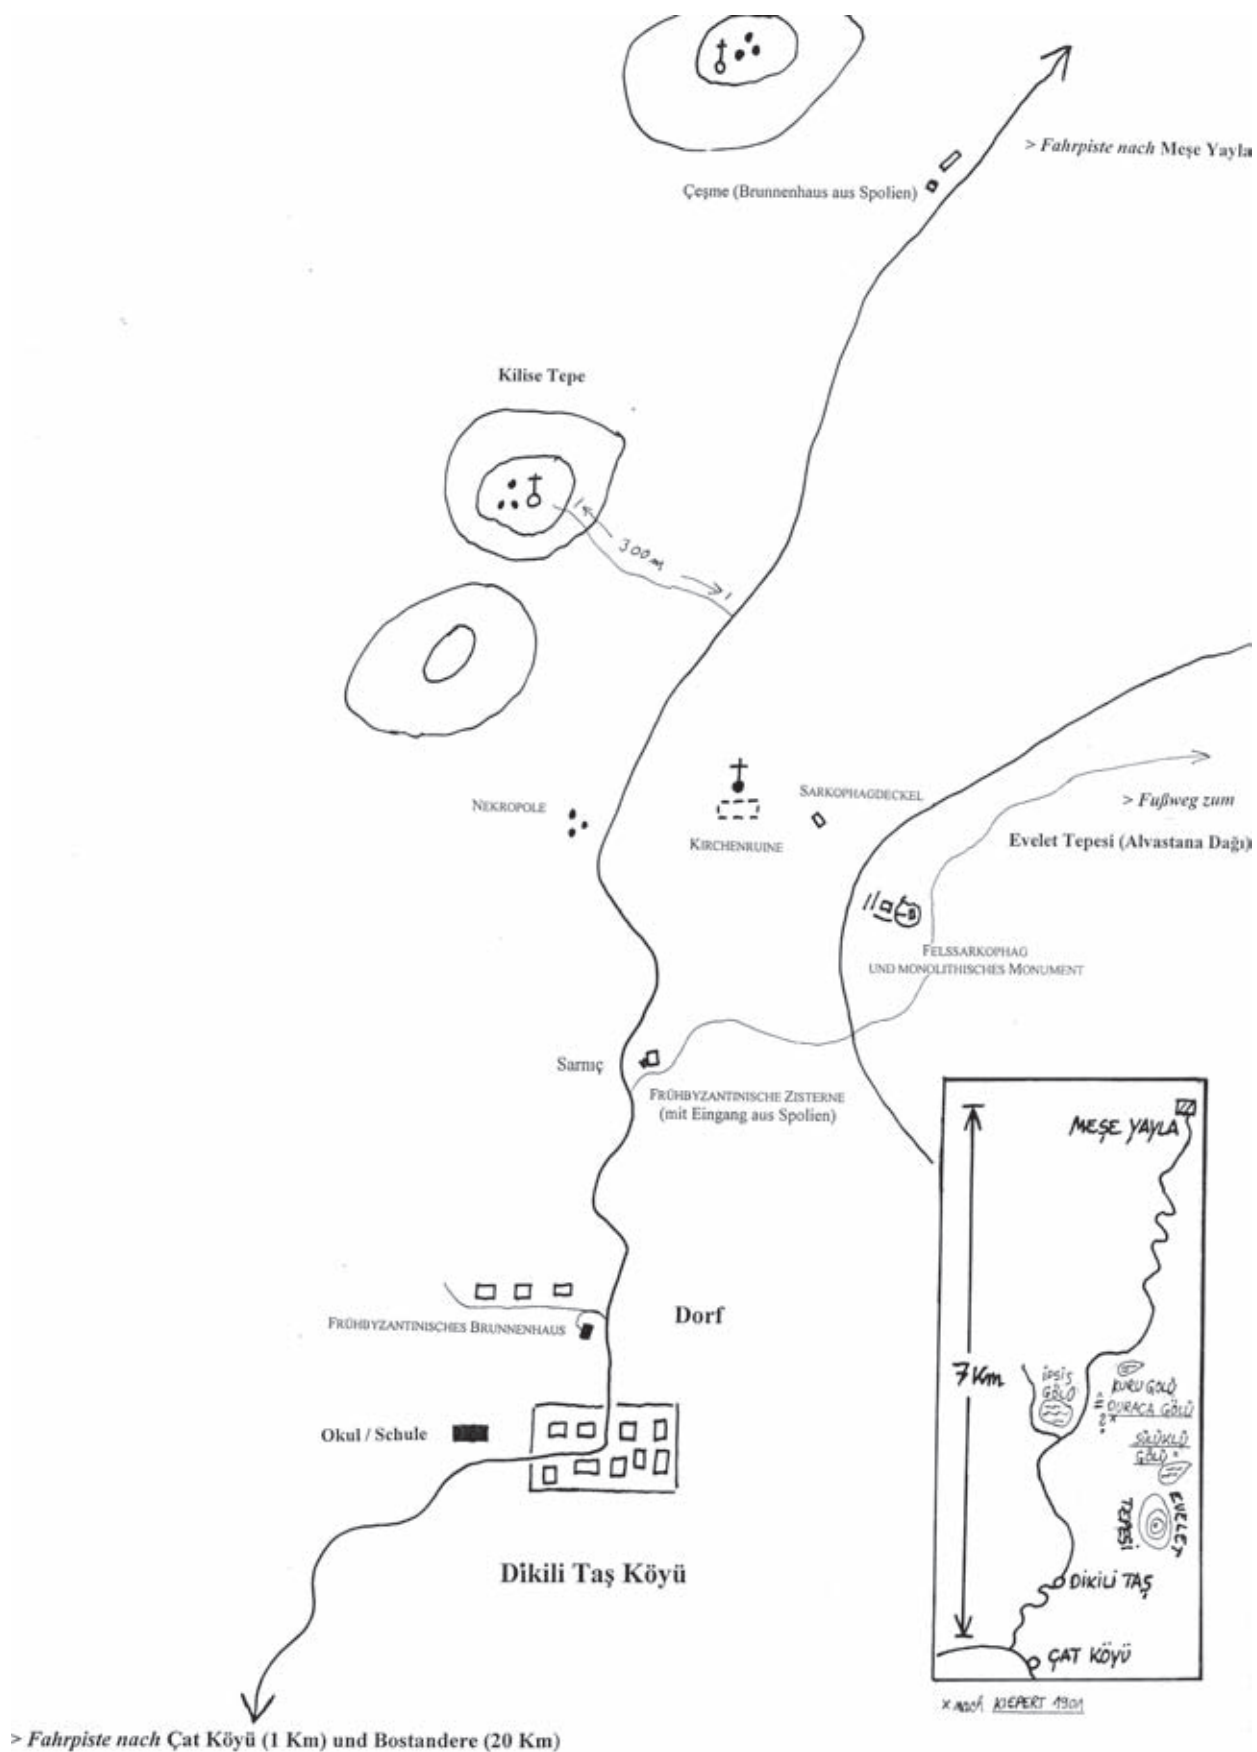 > Fahrpiste nach Meşe Yayla
Çeşme (Brunnenhaus aus Spolien)
Kilise Tepe
300 m
NEKROPOLE
KIRCHENRUINE
SARKOPHAGDECKEL
> Fußweg zum
Evelet Tepesi (Alvastana Dağı)
FELSSARKOPHAG
UND MONOLITHISCHES MONUMENT
Sarnıç
FRÜHBYZANTINISCHE ZISTERNE
(mit Eingang aus Spolien)
FRÜHBYZANTINISCHES BRUNNENHAUS
Dorf
Okul / Schule
Dikili Taş Köyü
> Fahrpiste nach Çat Köyü (1 Km) und Bostandere (20 Km)
MEŞE YAYLA
7 Km
İPSİŞ
GÖLÜ
KURU GÖLÜ
DURACA GÖLÜ
SÜLÜKLÜ
GÖLÜ x
EVELET
TEPESİ
DİKİLİ TAŞ
ÇAT KÖYÜ
x nach KIEPERT 1901